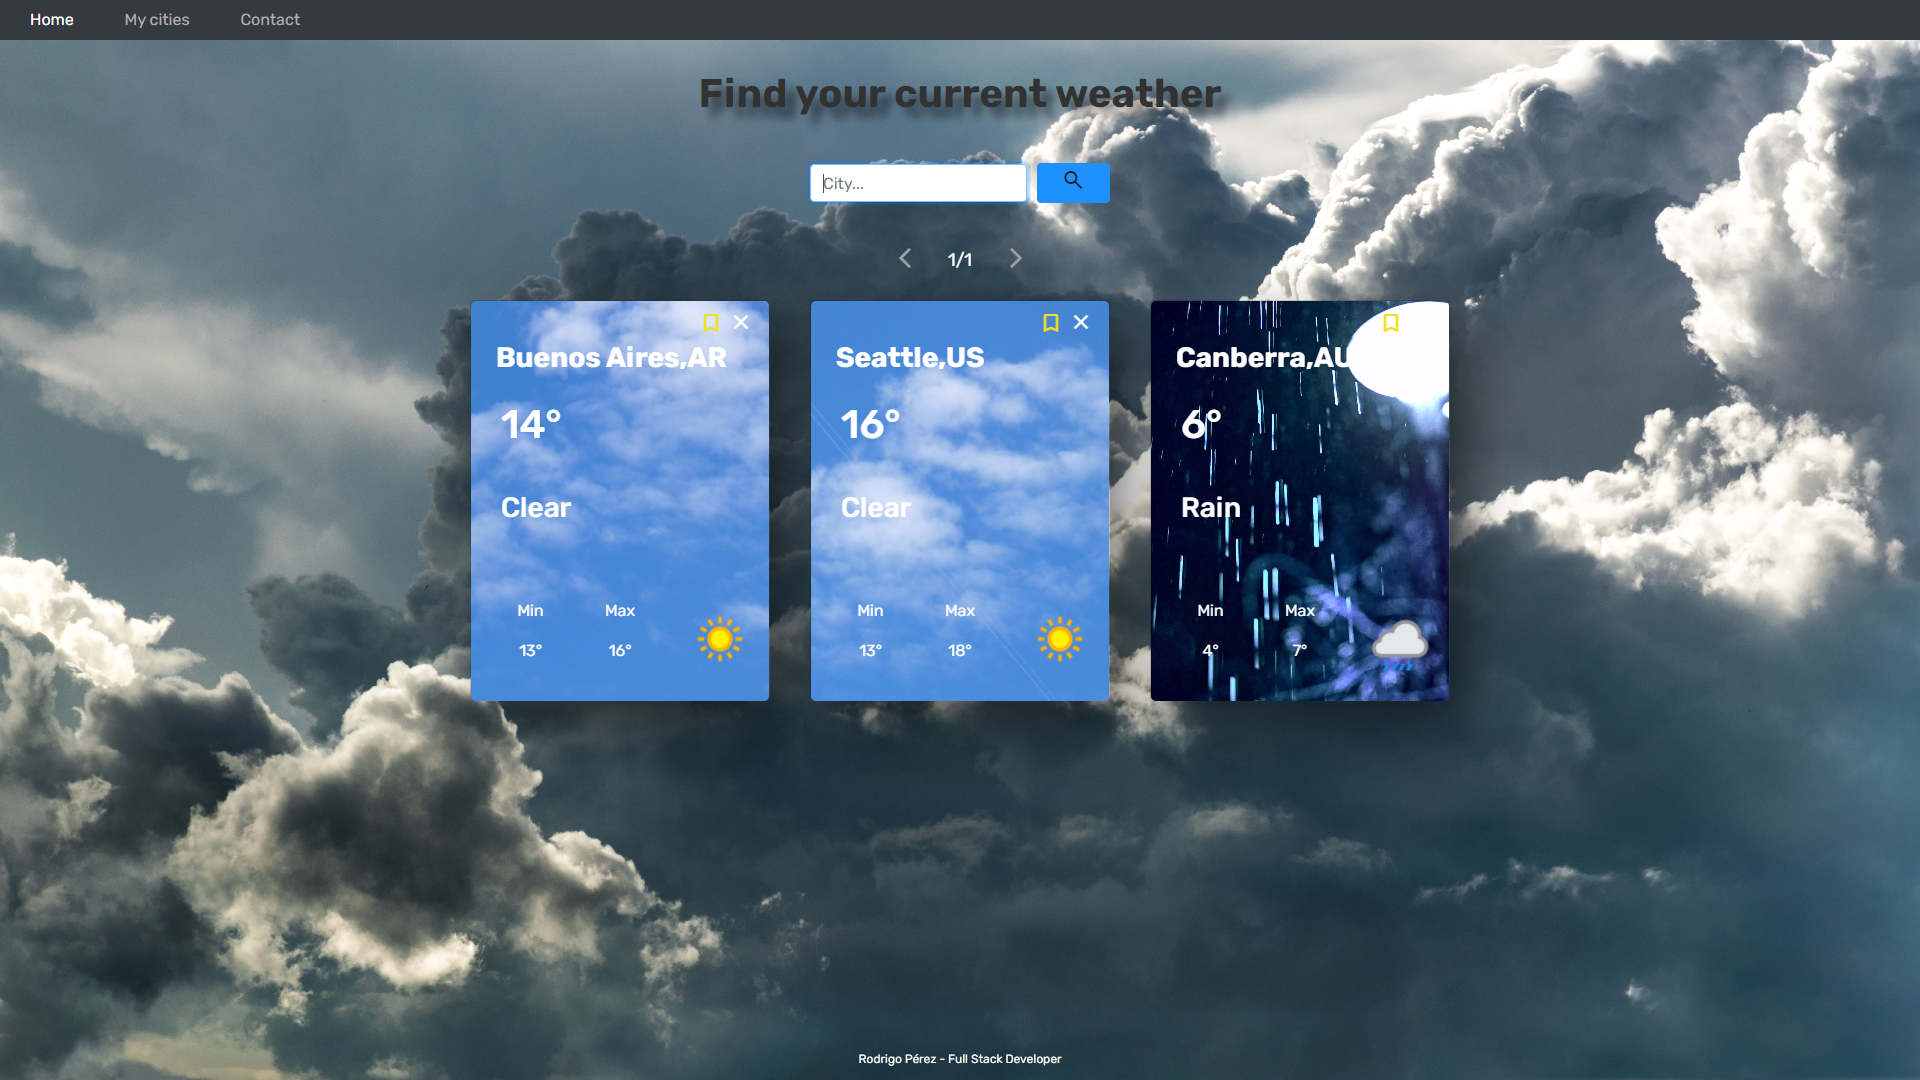 Home My cities Contact
Find your current weather
City...
1/1
Buenos Aires,AR
14°
Clear
Min Max
13° 16°
Seattle,US
16°
Clear
Min Max
13° 18°
Canberra,AU
6°
Rain
Min Max
4° 7°
Rodrigo Pérez - Full Stack Developer